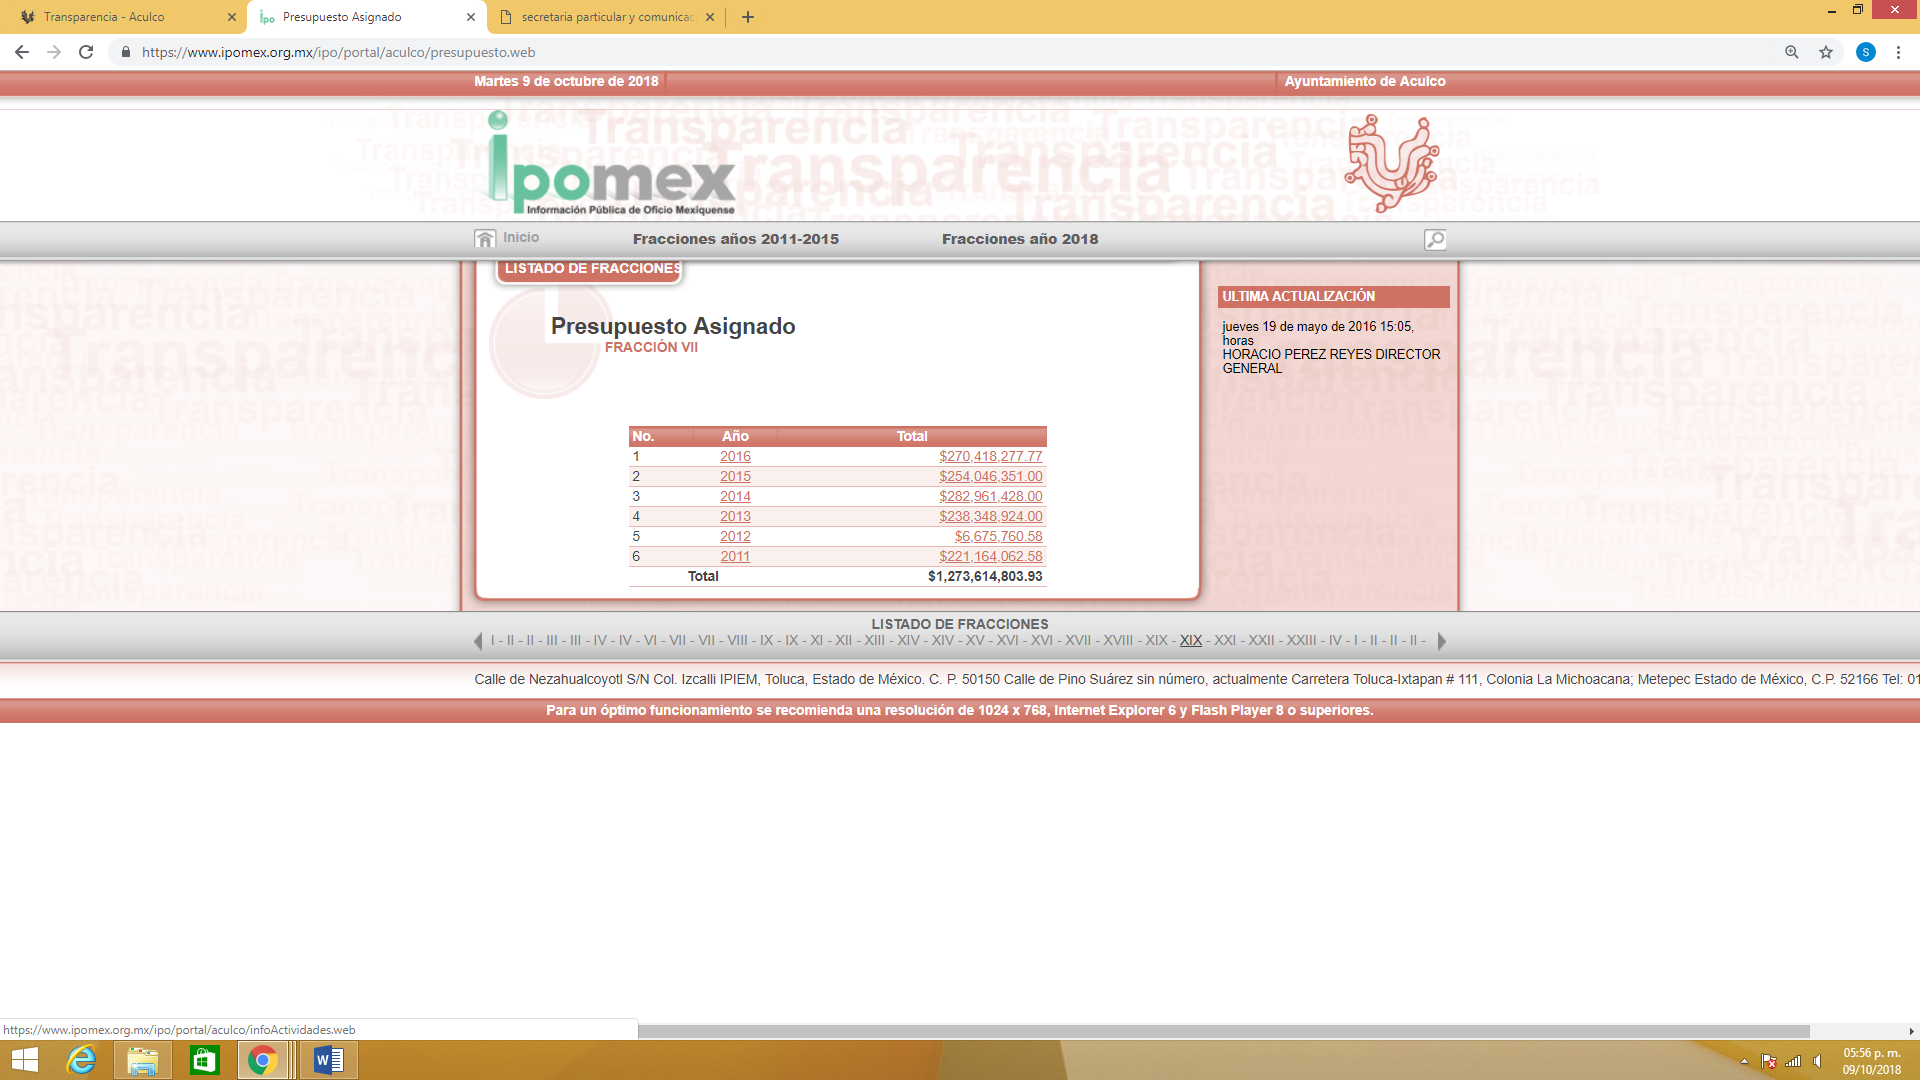 Transparencia - Aculco
Presupuesto Asignado
secretaria particular y comunicac
https://www.ipomex.org.mx/ipo/portal/aculco/presupuesto.web
S
Martes 9 de octubre de 2018
Ayuntamiento de Aculco
ipomex
Información Pública de Oficio Mexiquense
Inicio
Fracciones años 2011-2015
Fracciones año 2018
LISTADO DE FRACCIONES
Presupuesto Asignado
FRACCIÓN VII
ULTIMA ACTUALIZACIÓN
jueves 19 de mayo de 2016 15:05,
horas
HORACIO PEREZ REYES DIRECTOR
GENERAL
No. Año Total
1 2016 $270,418,277.77
2 2015 $254,046,351.00
3 2014 $282,961,428.00
4 2013 $238,348,924.00
5 2012 $6,675,760.58
6 2011 $221,164,062.58
Total $1,273,614,803.93
LISTADO DE FRACCIONES
I - II - II - III - III - IV - IV - VI - VII - VII - VIII - IX - IX - XI - XII - XIII - XIV - XIV - XV - XVI - XVI - XVII - XVIII - XIX - XIX - XXI - XXII - XXIII - IV - I - II - II - II -
Calle de Nezahualcoyotl S/N Col. Izcalli IPIEM, Toluca, Estado de México. C. P. 50150 Calle de Pino Suárez sin número, actualmente Carretera Toluca-Ixtapan # 111, Colonia La Michoacana; Metepec Estado de México, C.P. 52166 Tel: 01
Para un óptimo funcionamiento se recomienda una resolución de 1024 x 768, Internet Explorer 6 y Flash Player 8 o superiores.
https://www.ipomex.org.mx/ipo/portal/aculco/infoActividades.web
05:56 p. m.
09/10/2018